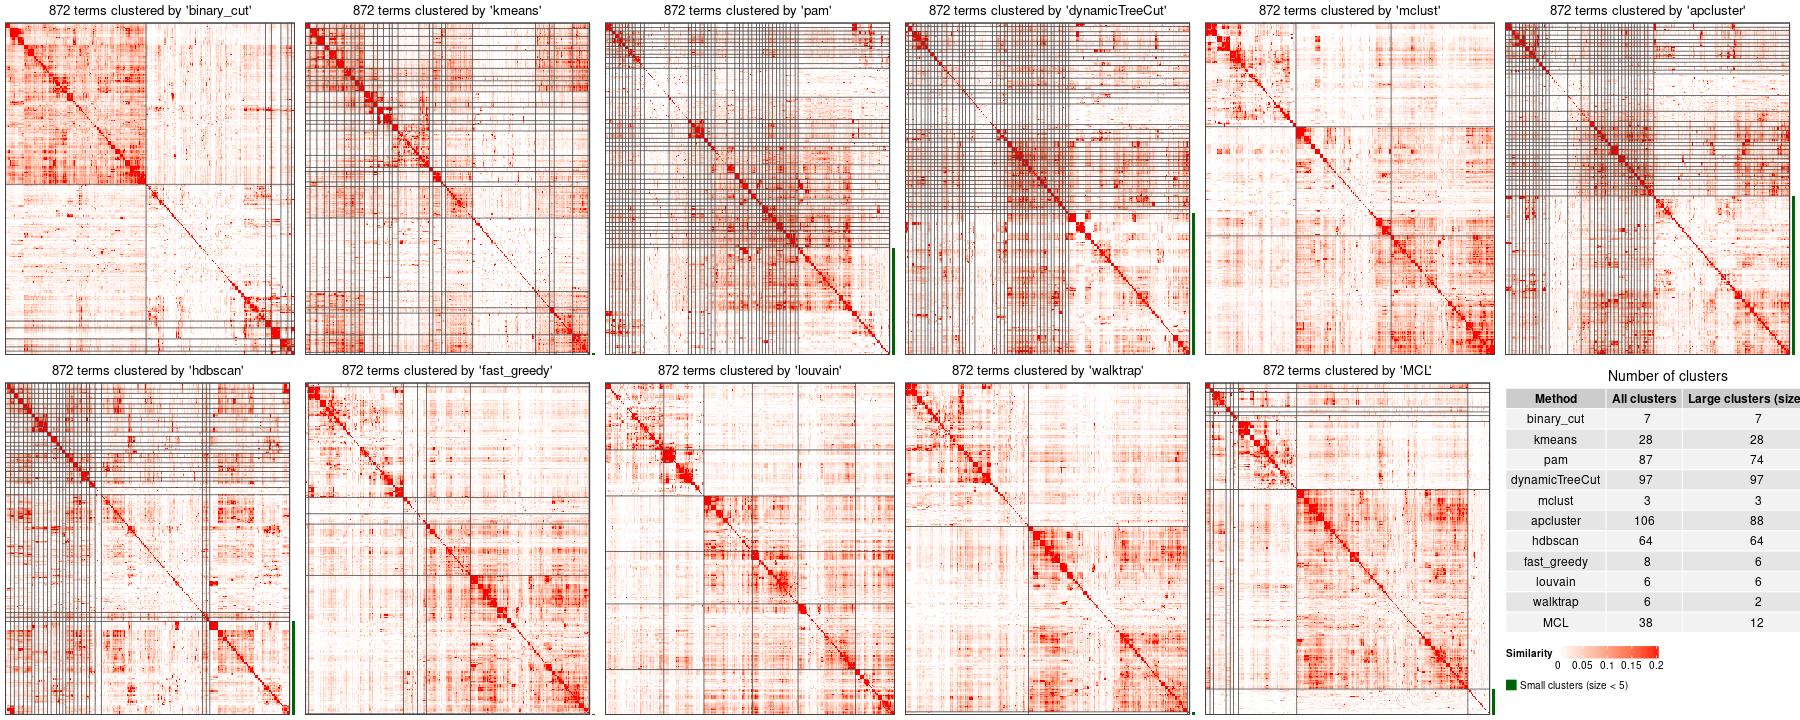 872 terms clustered by 'binary_cut'
872 terms clustered by 'kmeans'
872 terms clustered by 'pam'
872 terms clustered by 'dynamicTreeCut'
872 terms clustered by 'mclust'
872 terms clustered by 'apcluster'
872 terms clustered by 'hdbscan'
872 terms clustered by 'fast_greedy'
872 terms clustered by 'louvain'
872 terms clustered by 'walktrap'
872 terms clustered by 'MCL'
Number of clusters
Method All clusters Large clusters (size
binary_cut 7 7
kmeans 28 28
pam 87 74
dynamicTreeCut 97 97
mclust 3 3
apcluster 106 88
hdbscan 64 64
fast_greedy 8 6
louvain 6 6
walktrap 6 2
MCL 38 12
Similarity
0 0.05 0.1 0.15 0.2
Small clusters (size < 5)